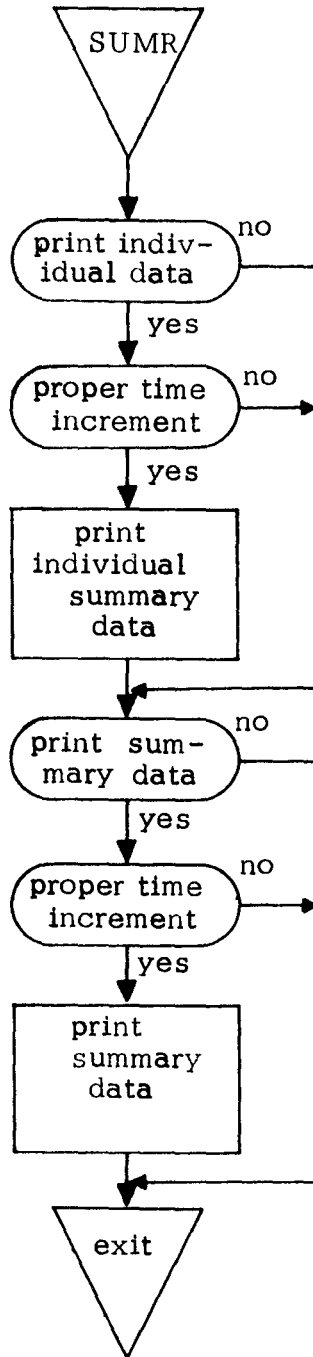 SUMR
no
print indiv-
idual data
yes
no
proper time
increment
yes
print
individual
summary
data
no
print sum-
mary data
yes
no
proper time
increment
yes
print
summary
data
exit